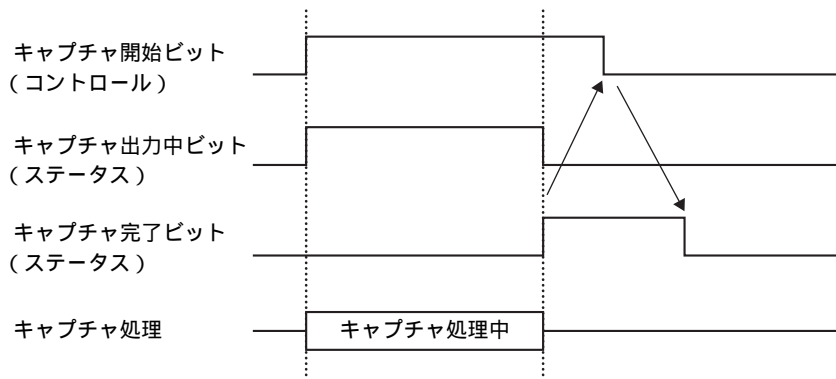 キャプチャ開始ビット
(コントロール)
キャプチャ出力中ビット
(ステータス)
キャプチャ完了ビット
(ステータス)
キャプチャ処理
キャプチャ処理中